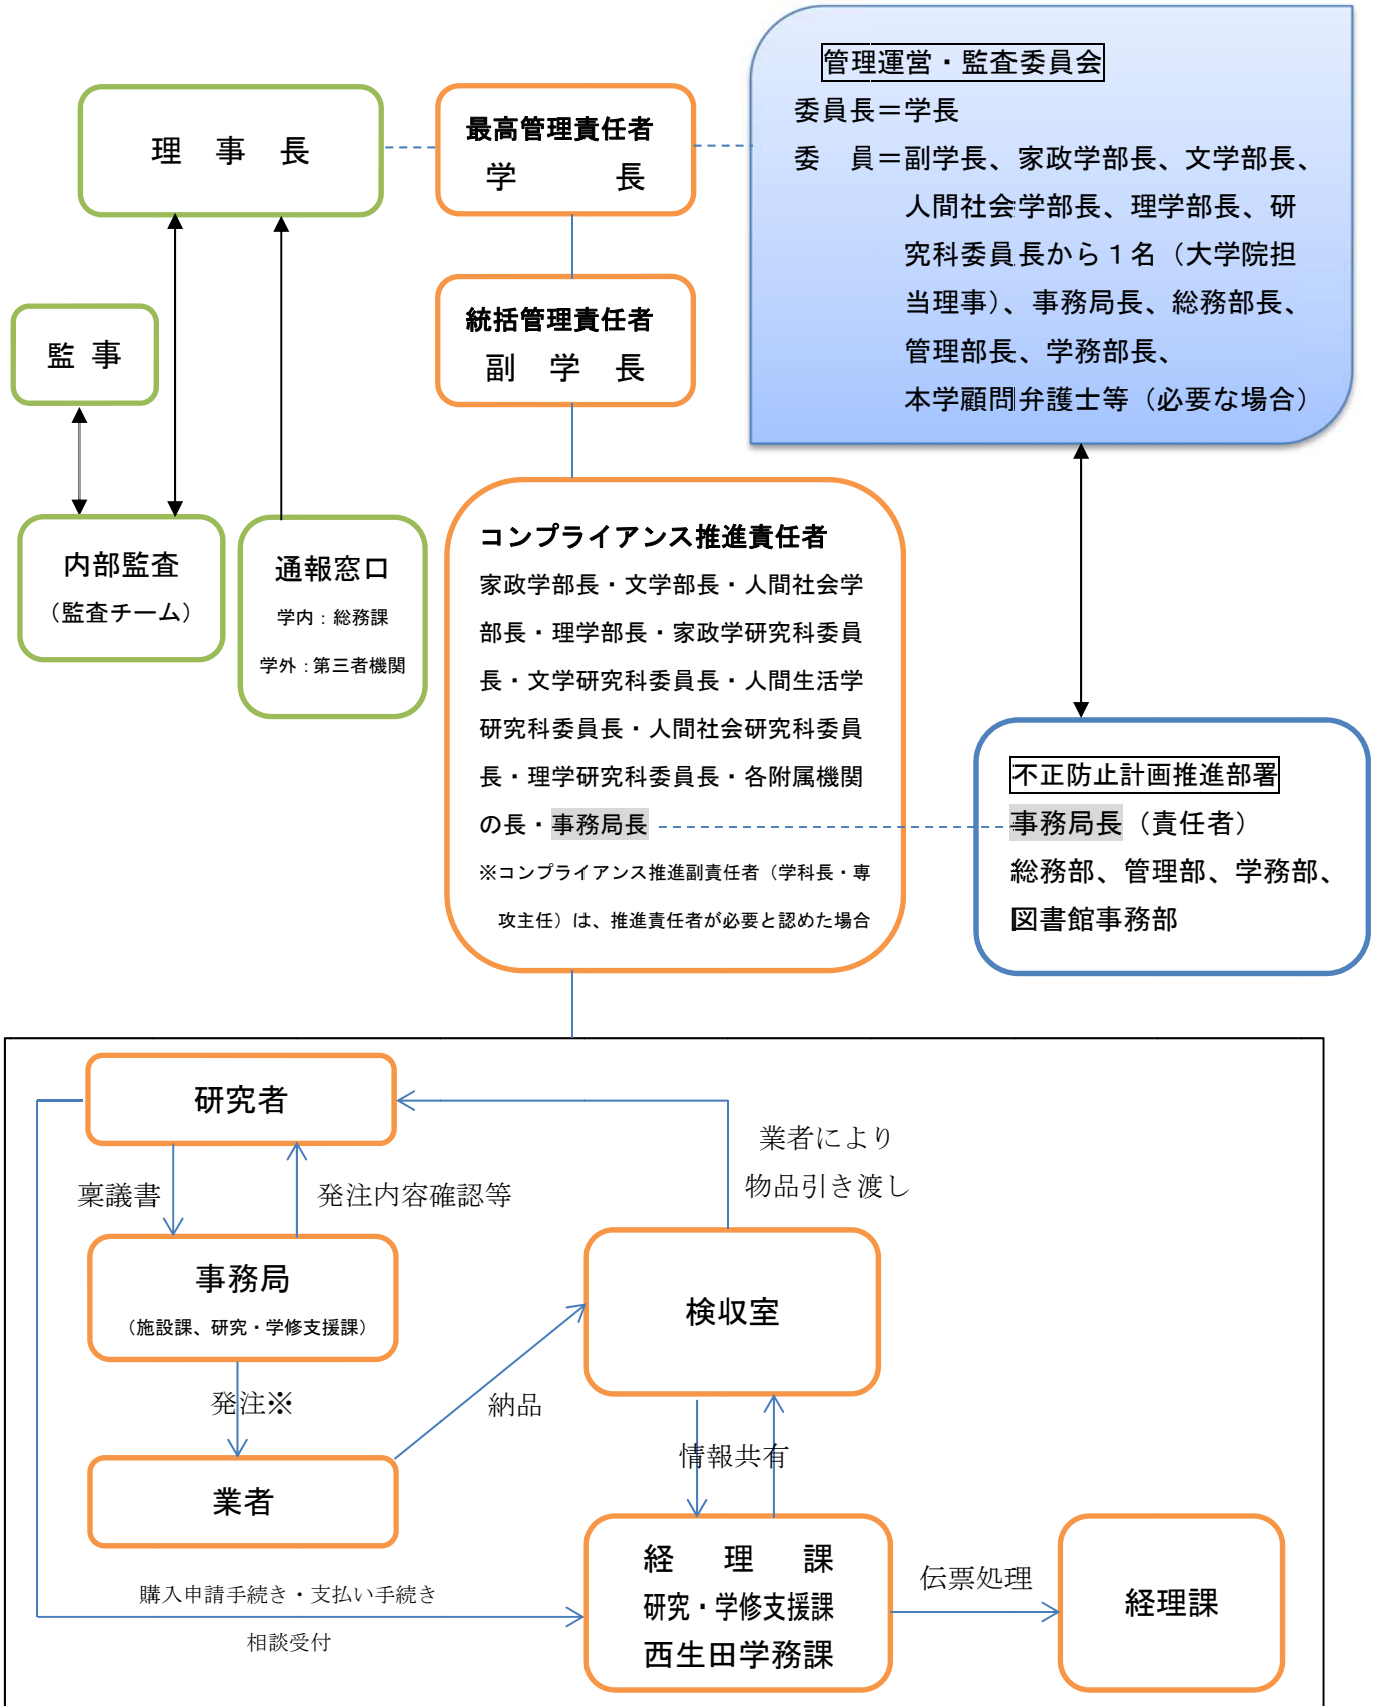 管理運営・監査委員会
委員長＝学長
委　員＝副学長、家政学部長、文学部長、
人間社会学部長、理学部長、研
究科委員長から１名（大学院担
当理事）、事務局長、総務部長、
管理部長、学務部長、
本学顧問弁護士等（必要な場合）
理　事　長
最高管理責任者
学　　　長
統括管理責任者
副　学　長
監 事
内部監査
（監査チーム）
通報窓口
学内：総務課
学外：第三者機関
コンプライアンス推進責任者
家政学部長・文学部長・人間社会学
部長・理学部長・家政学研究科委員
長・文学研究科委員長・人間生活学
研究科委員長・人間社会研究科委員
長・理学研究科委員長・各附属機関
の長・事務局長
※コンプライアンス推進副責任者（学科長・専
攻主任）は、推進責任者が必要と認めた場合
不正防止計画推進部署
事務局長（責任者）
総務部、管理部、学務部、
図書館事務部
研究者
業者により
物品引き渡し
稟議書
発注内容確認等
事務局
（施設課、研究・学修支援課）
検収室
発注※
納品
情報共有
業者
経　理　課
研究・学修支援課
西生田学務課
伝票処理
経理課
購入申請手続き・支払い手続き
相談受付